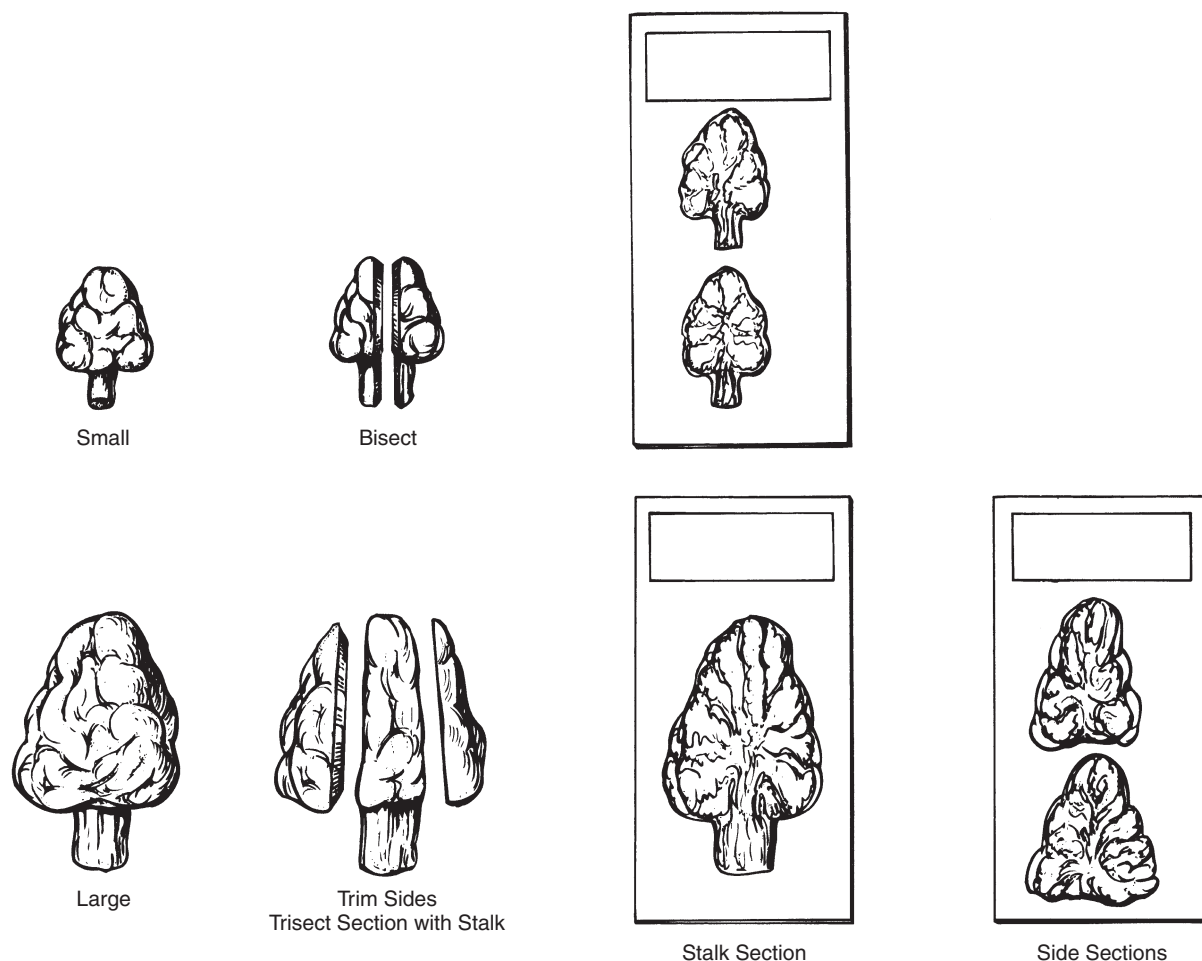 Small
Bisect
Large
Trim Sides
Trisect Section with Stalk
Stalk Section
Side Sections